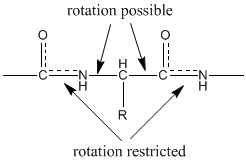 rotation possible
O H O
C N C C N
H R H
rotation restricted